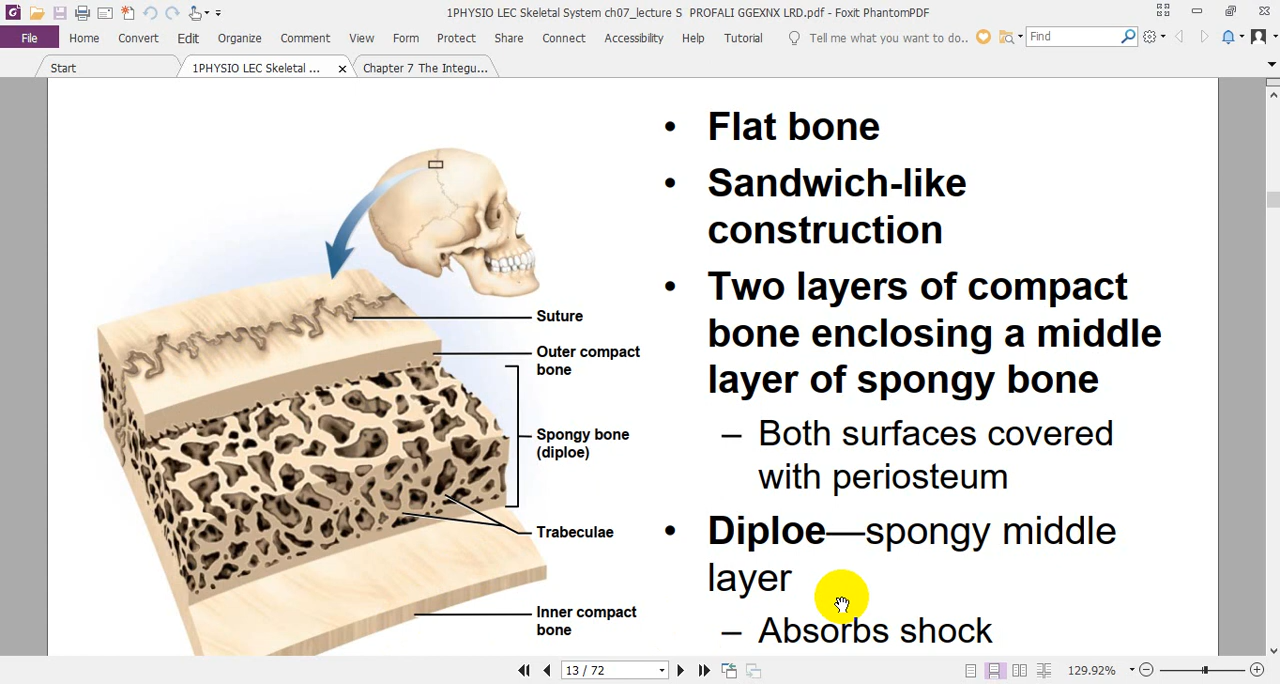 1PHYSIO LEC Skeletal System ch07_lecture S PROFALIGGEXNX LRD.pdf - Foxit PhantomPDF
File Home Convert Edit Organize Comment View Form Protect Share Connect Accessibility Help Tutorial Tell me what you want to do.. Find
Start 1PHYSIO LEC Skeletal ... Chapter 7 The Integu...
• Flat bone
• Sandwich-like
construction
• Two layers of compact
bone enclosing a middle
layer of spongy bone
– Both surfaces covered
with periosteum
• Diploe—spongy middle
layer
– Absorbs shock
Suture
Outer compact
bone
Spongy bone
(diploe)
Trabeculae
Inner compact
bone
13 / 72 129.92%